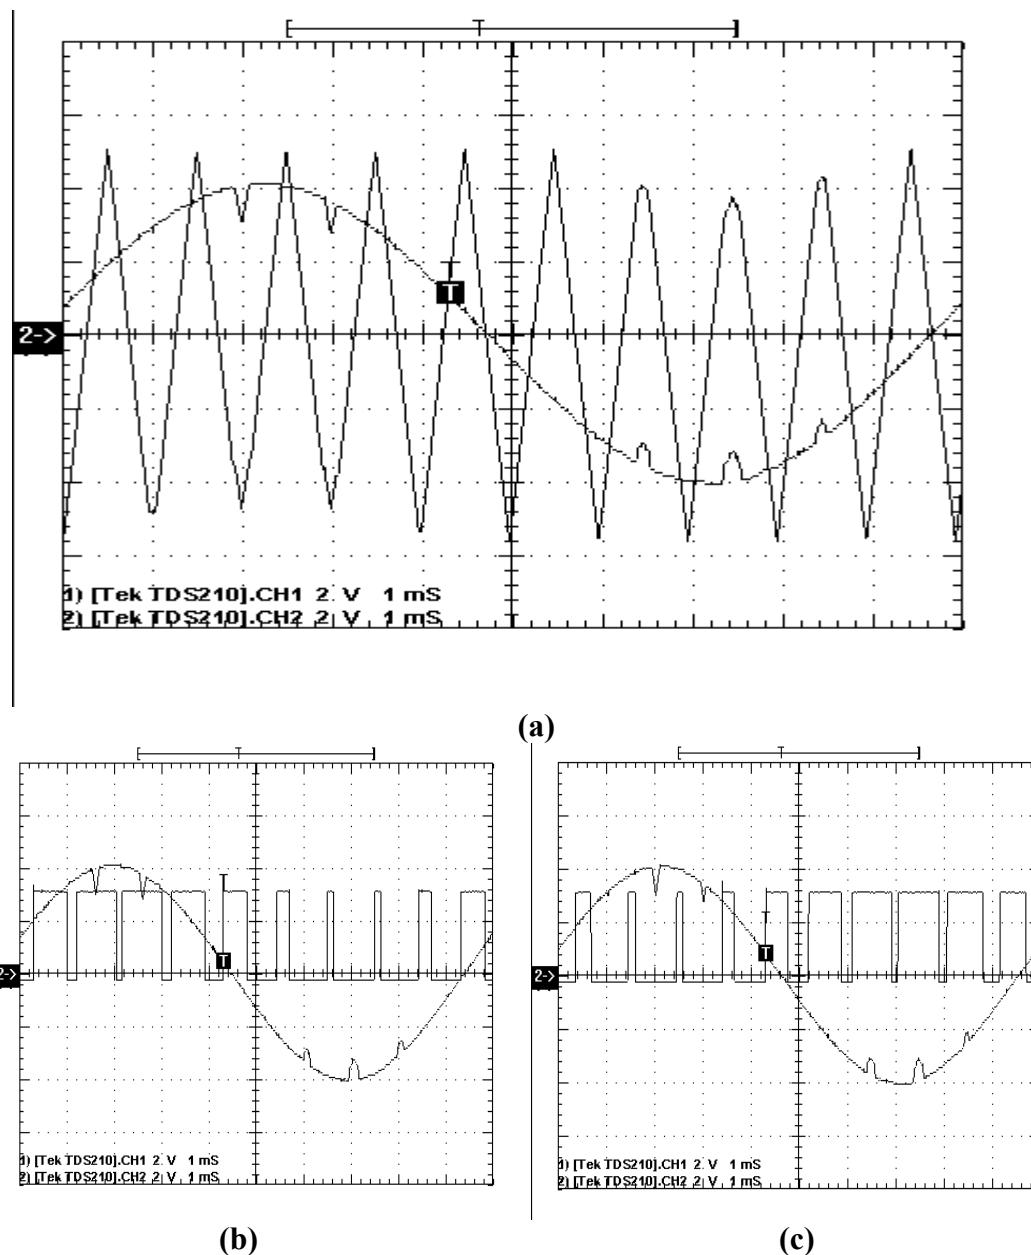 T
T
2->
1) [Tek TDS210].CH1 2. V 1 mS
2) [Tek TDS210].CH2 2. V 1 mS
(a)
T
T
2->
1) [Tek TDS210].CH1 2. V 1 mS
2) [Tek TDS210].CH2 2. V 1 mS
(b)
T
T
2->
1) [Tek TDS210].CH1 2. V 1 mS
2) [Tek TDS210].CH2 2. V 1 mS
(c)